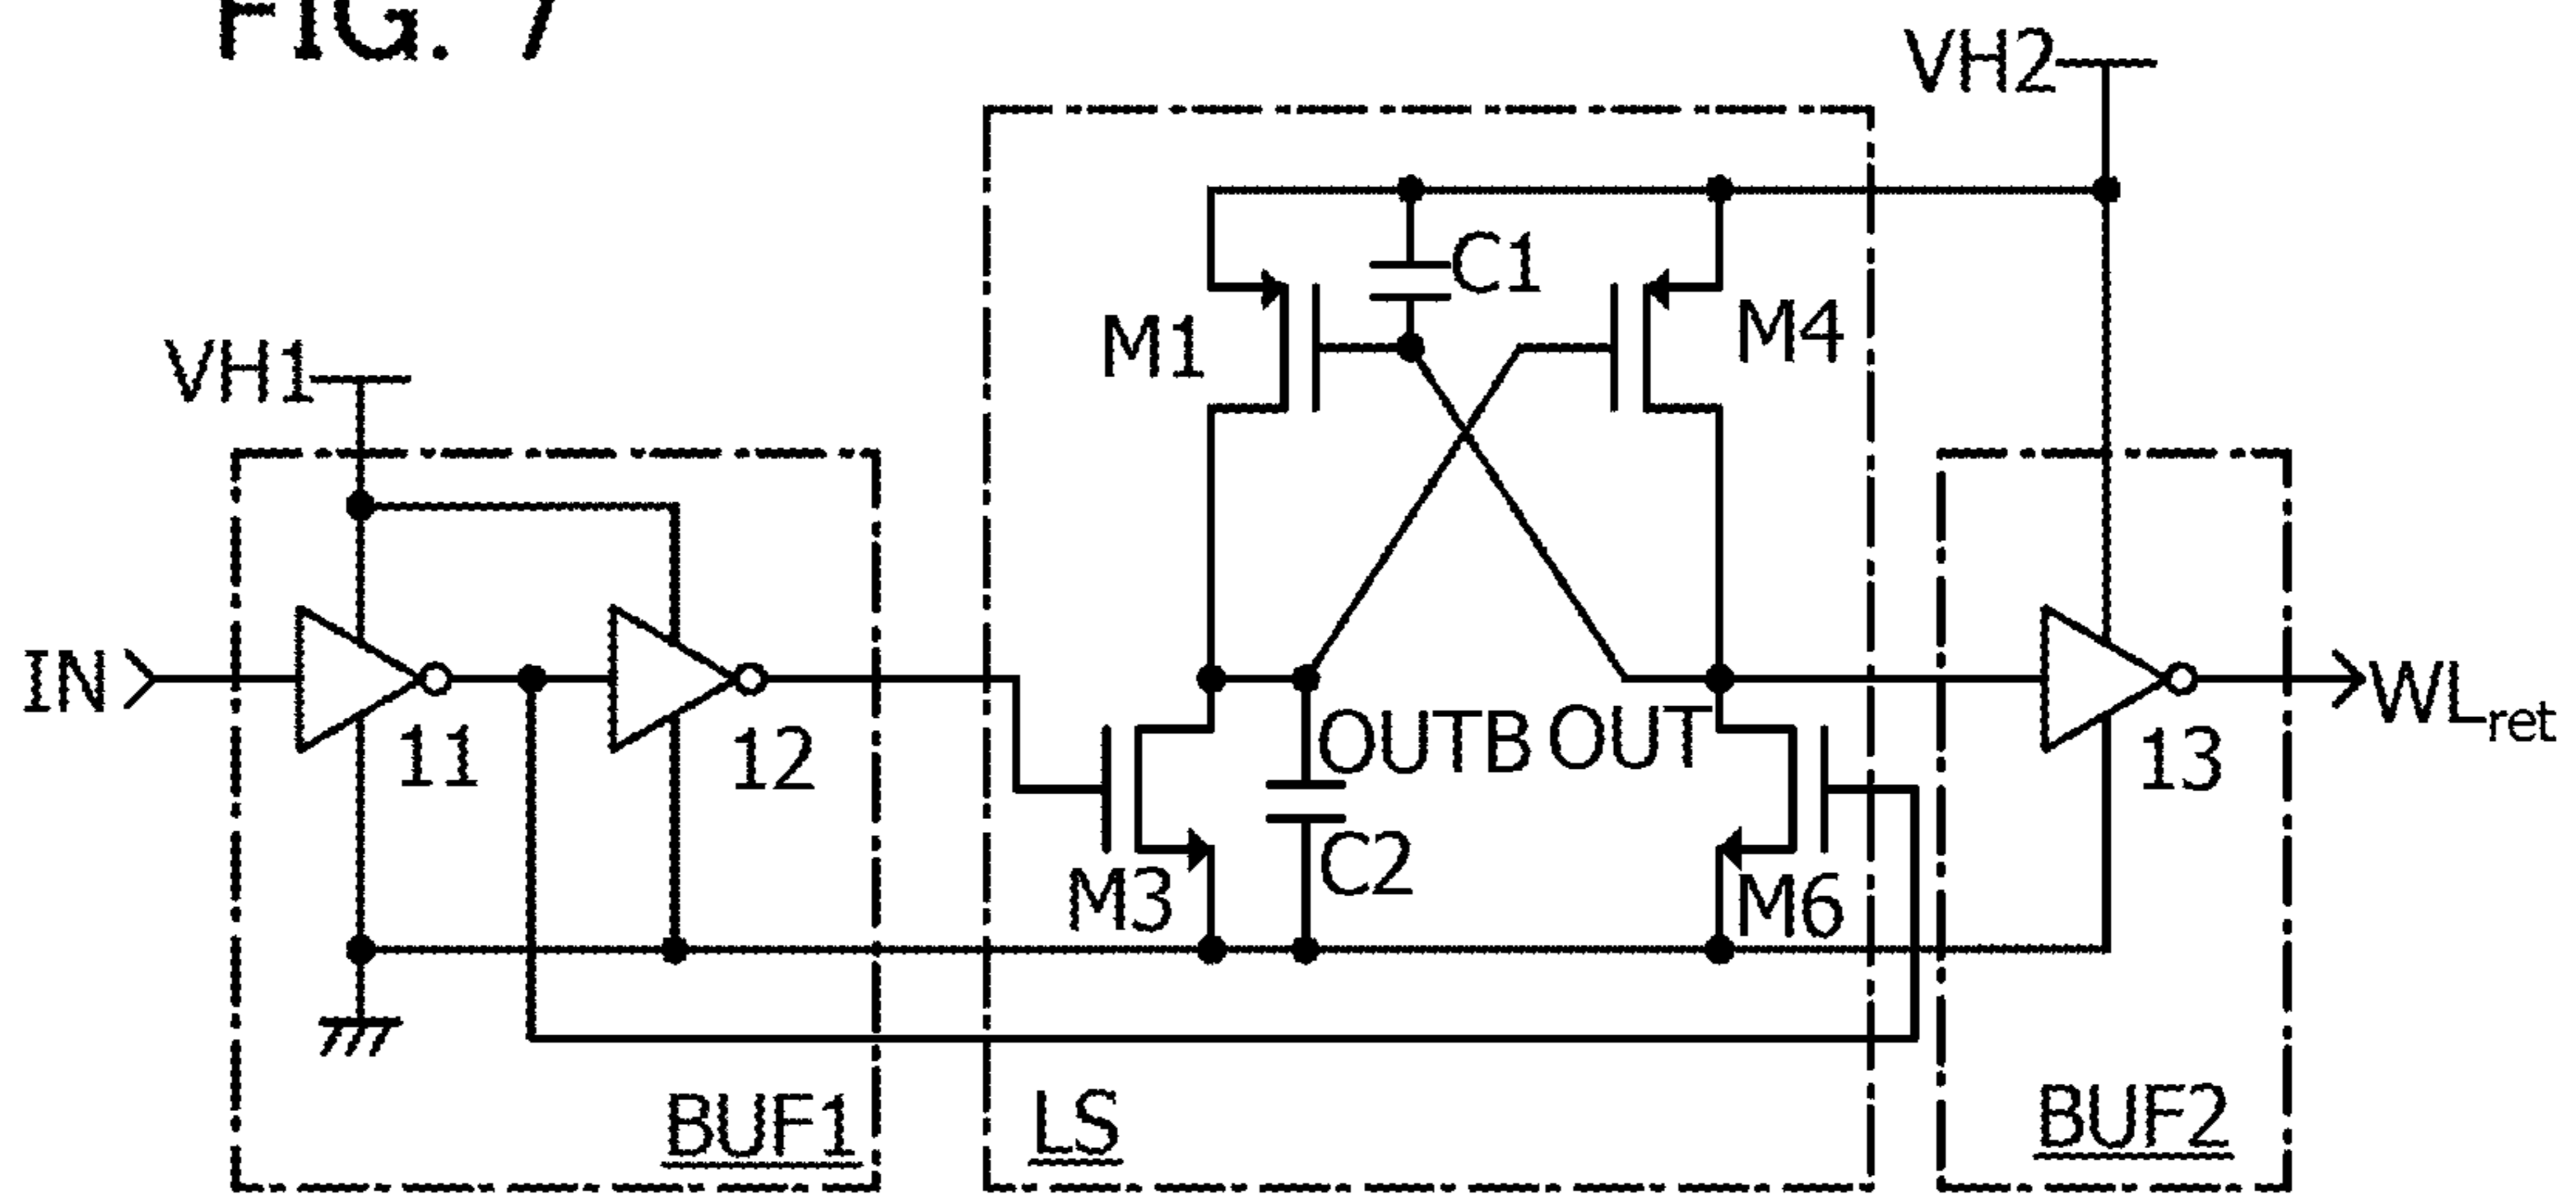 FIG. 7
VH2
C1
M1
M4
VH1
IN
11
12
OUTB
OUT
13
WLret
C2
M3
M6
BUF1
LS
BUF2